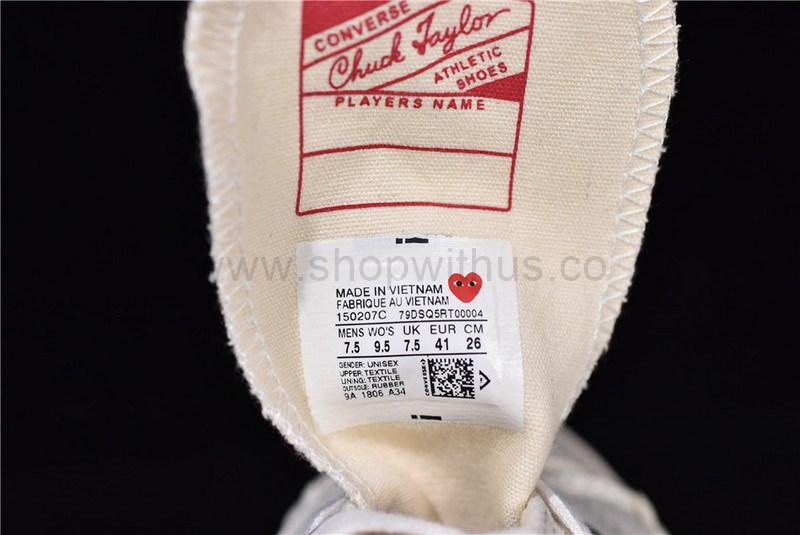 CONVERSE
Chuck Taylor
ATHLETIC
SHOES
PLAYERS NAME
www.shopwithus.co
MADE IN VIETNAM
FABRIQUE AU VIETNAM
150207C 79DSQ5RT00004
MENS WO'S UK EUR CM
7.5 9.5 7.5 41 26
GENDER: UNISEX
UPPER: TEXTILE
LINING: TEXTILE
OUTSOLE: RUBBER
9A 1806 A34
CONVERSE